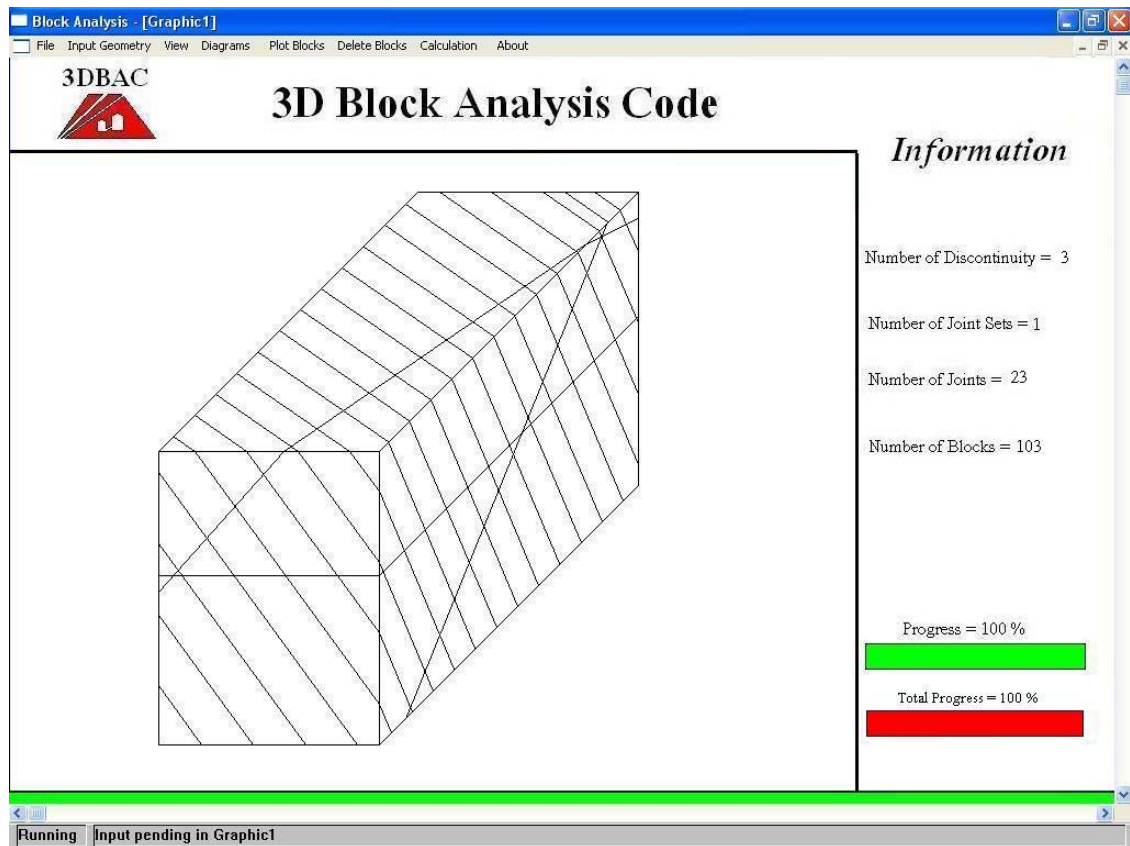 Block Analysis - [Graphic1]
File Input Geometry View Diagrams Plot Blocks Delete Blocks Calculation About
3DBAC
3D Block Analysis Code
Information
Number of Discontinuity = 3
Number of Joint Sets = 1
Number of Joints = 23
Number of Blocks = 103
Progress = 100 %
Total Progress = 100 %
Running Input pending in Graphic1